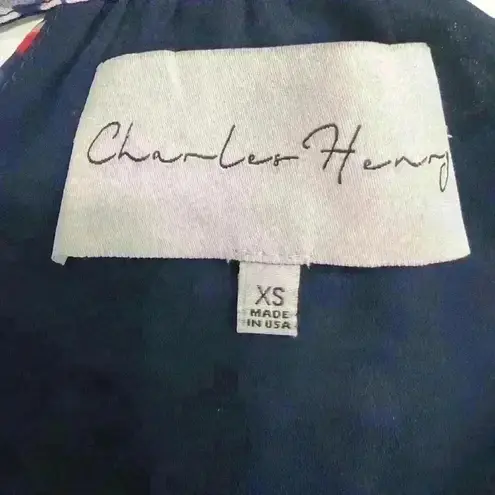 Charles Henry
XS
MADE
IN USA